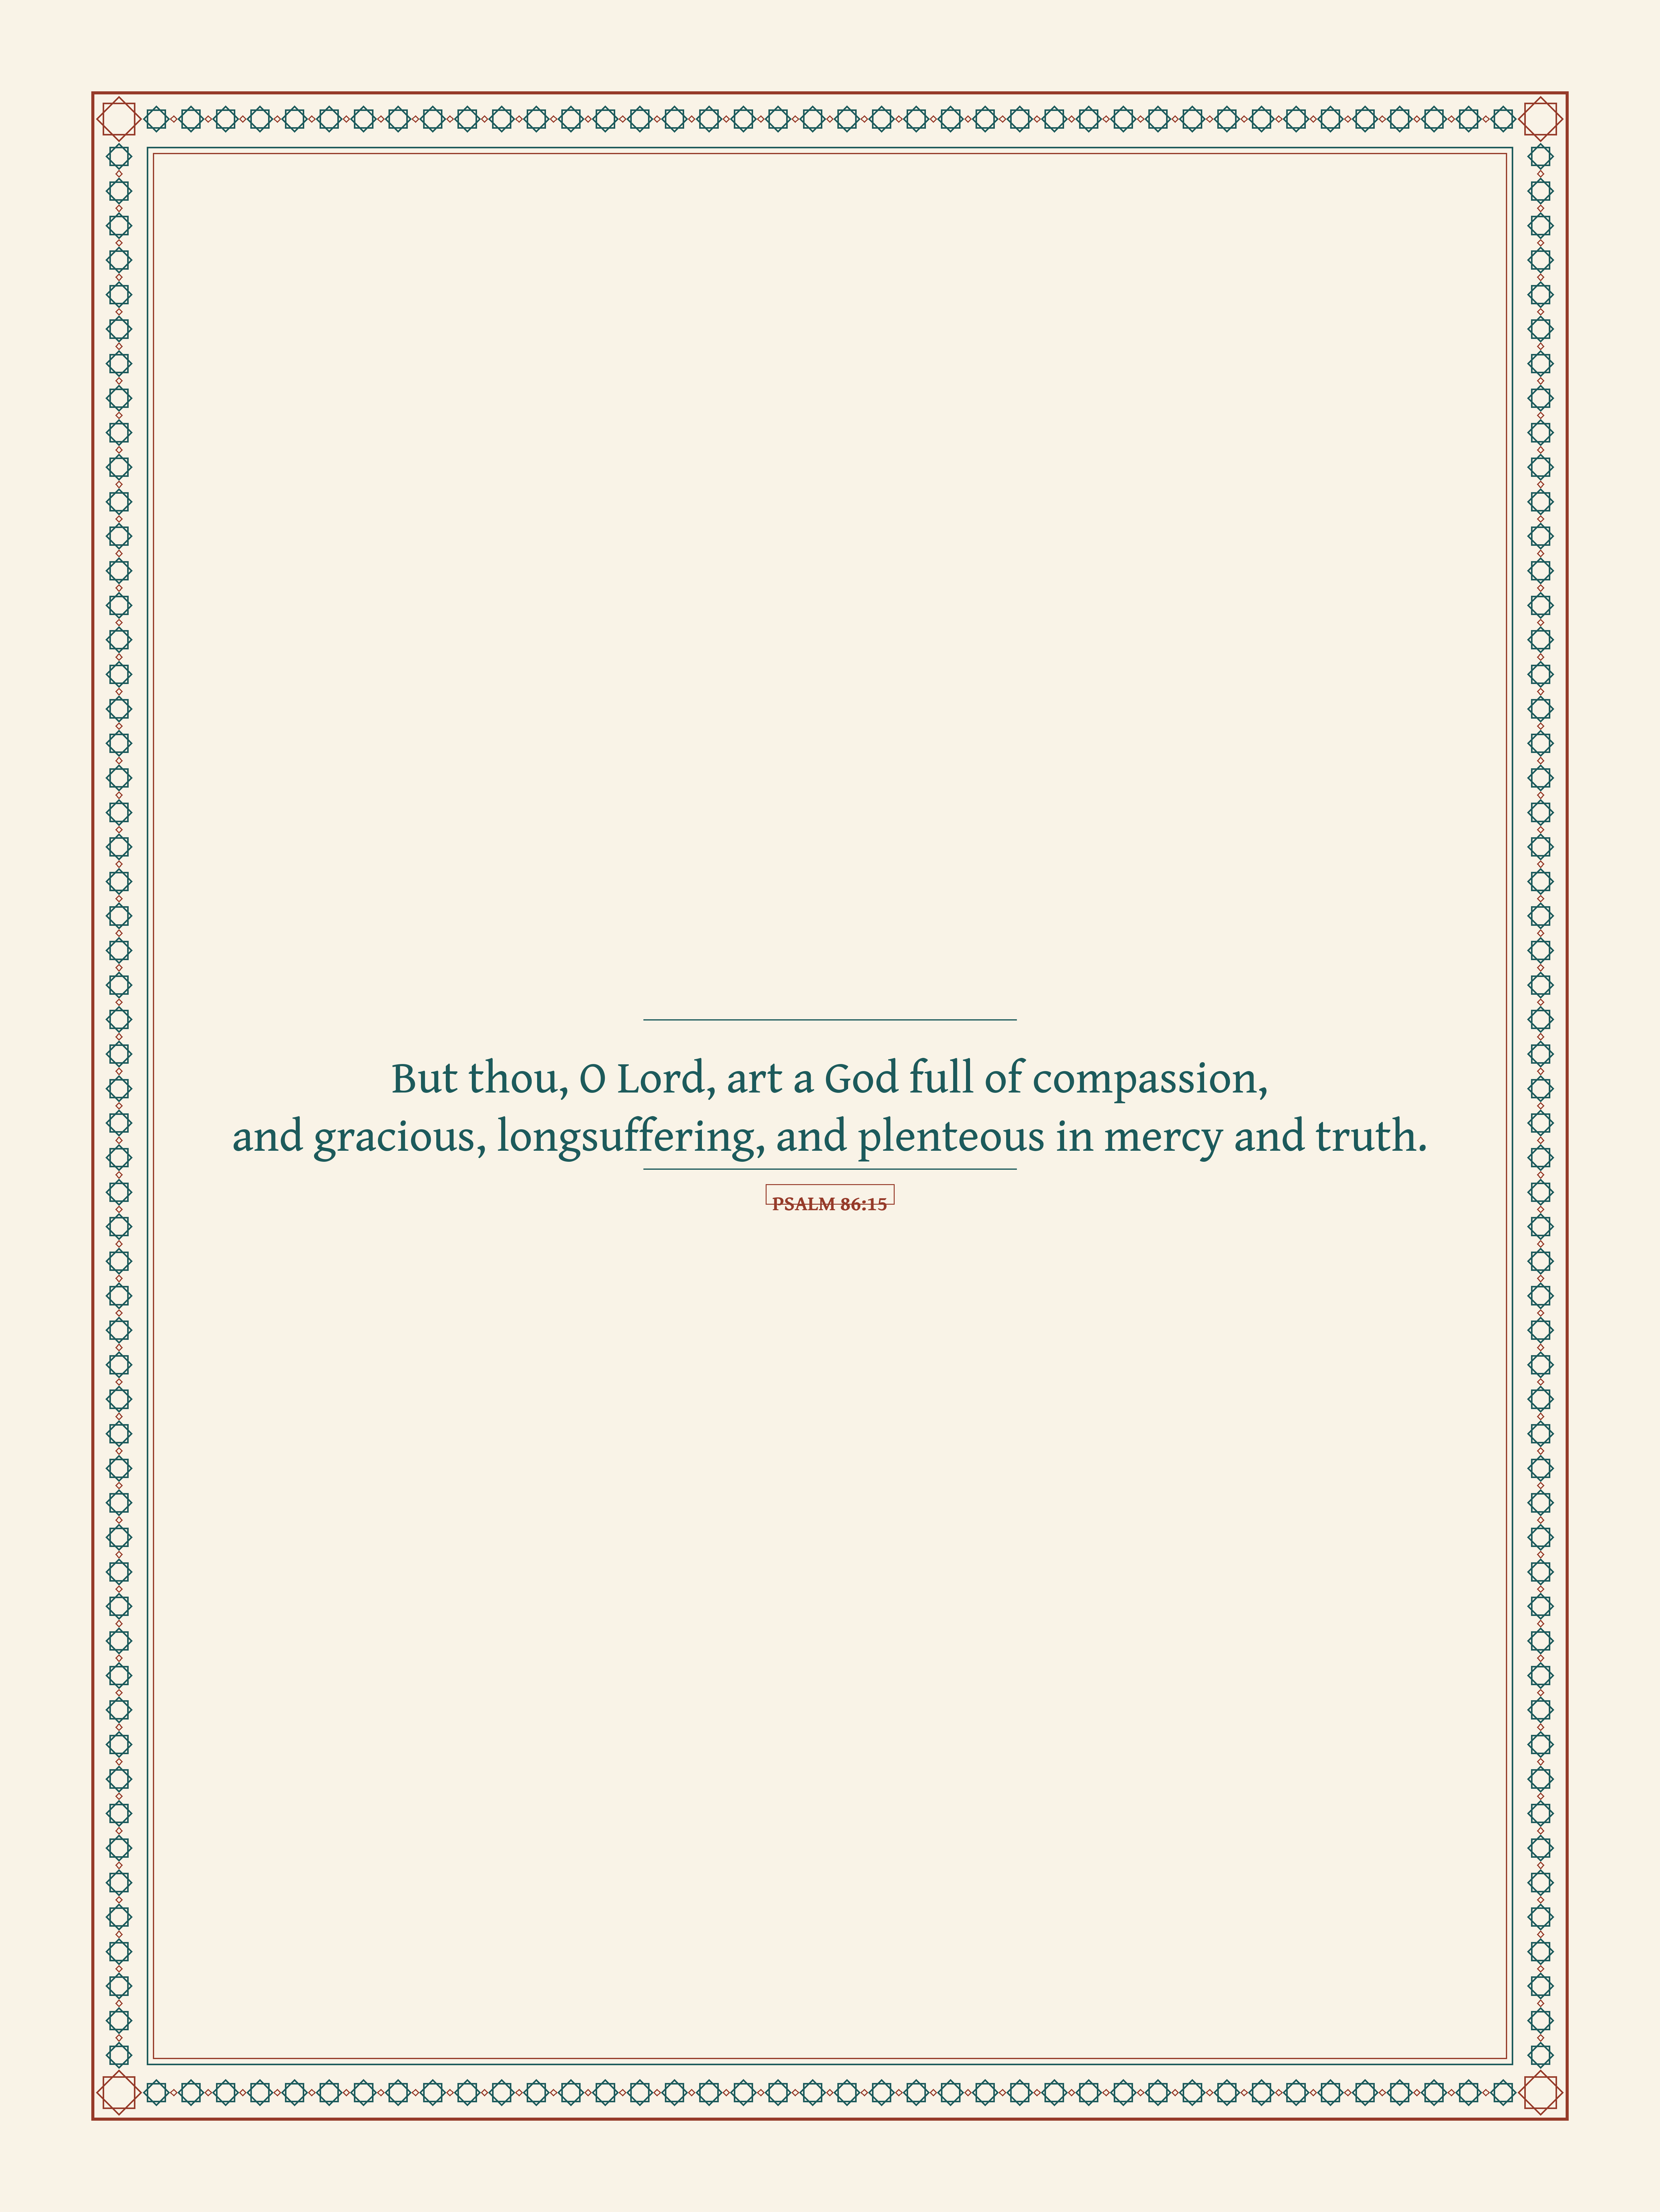 But thou, O Lord, art a God full of compassion,
and gracious, longsuffering, and plenteous in mercy and truth.
PSALM 86:15